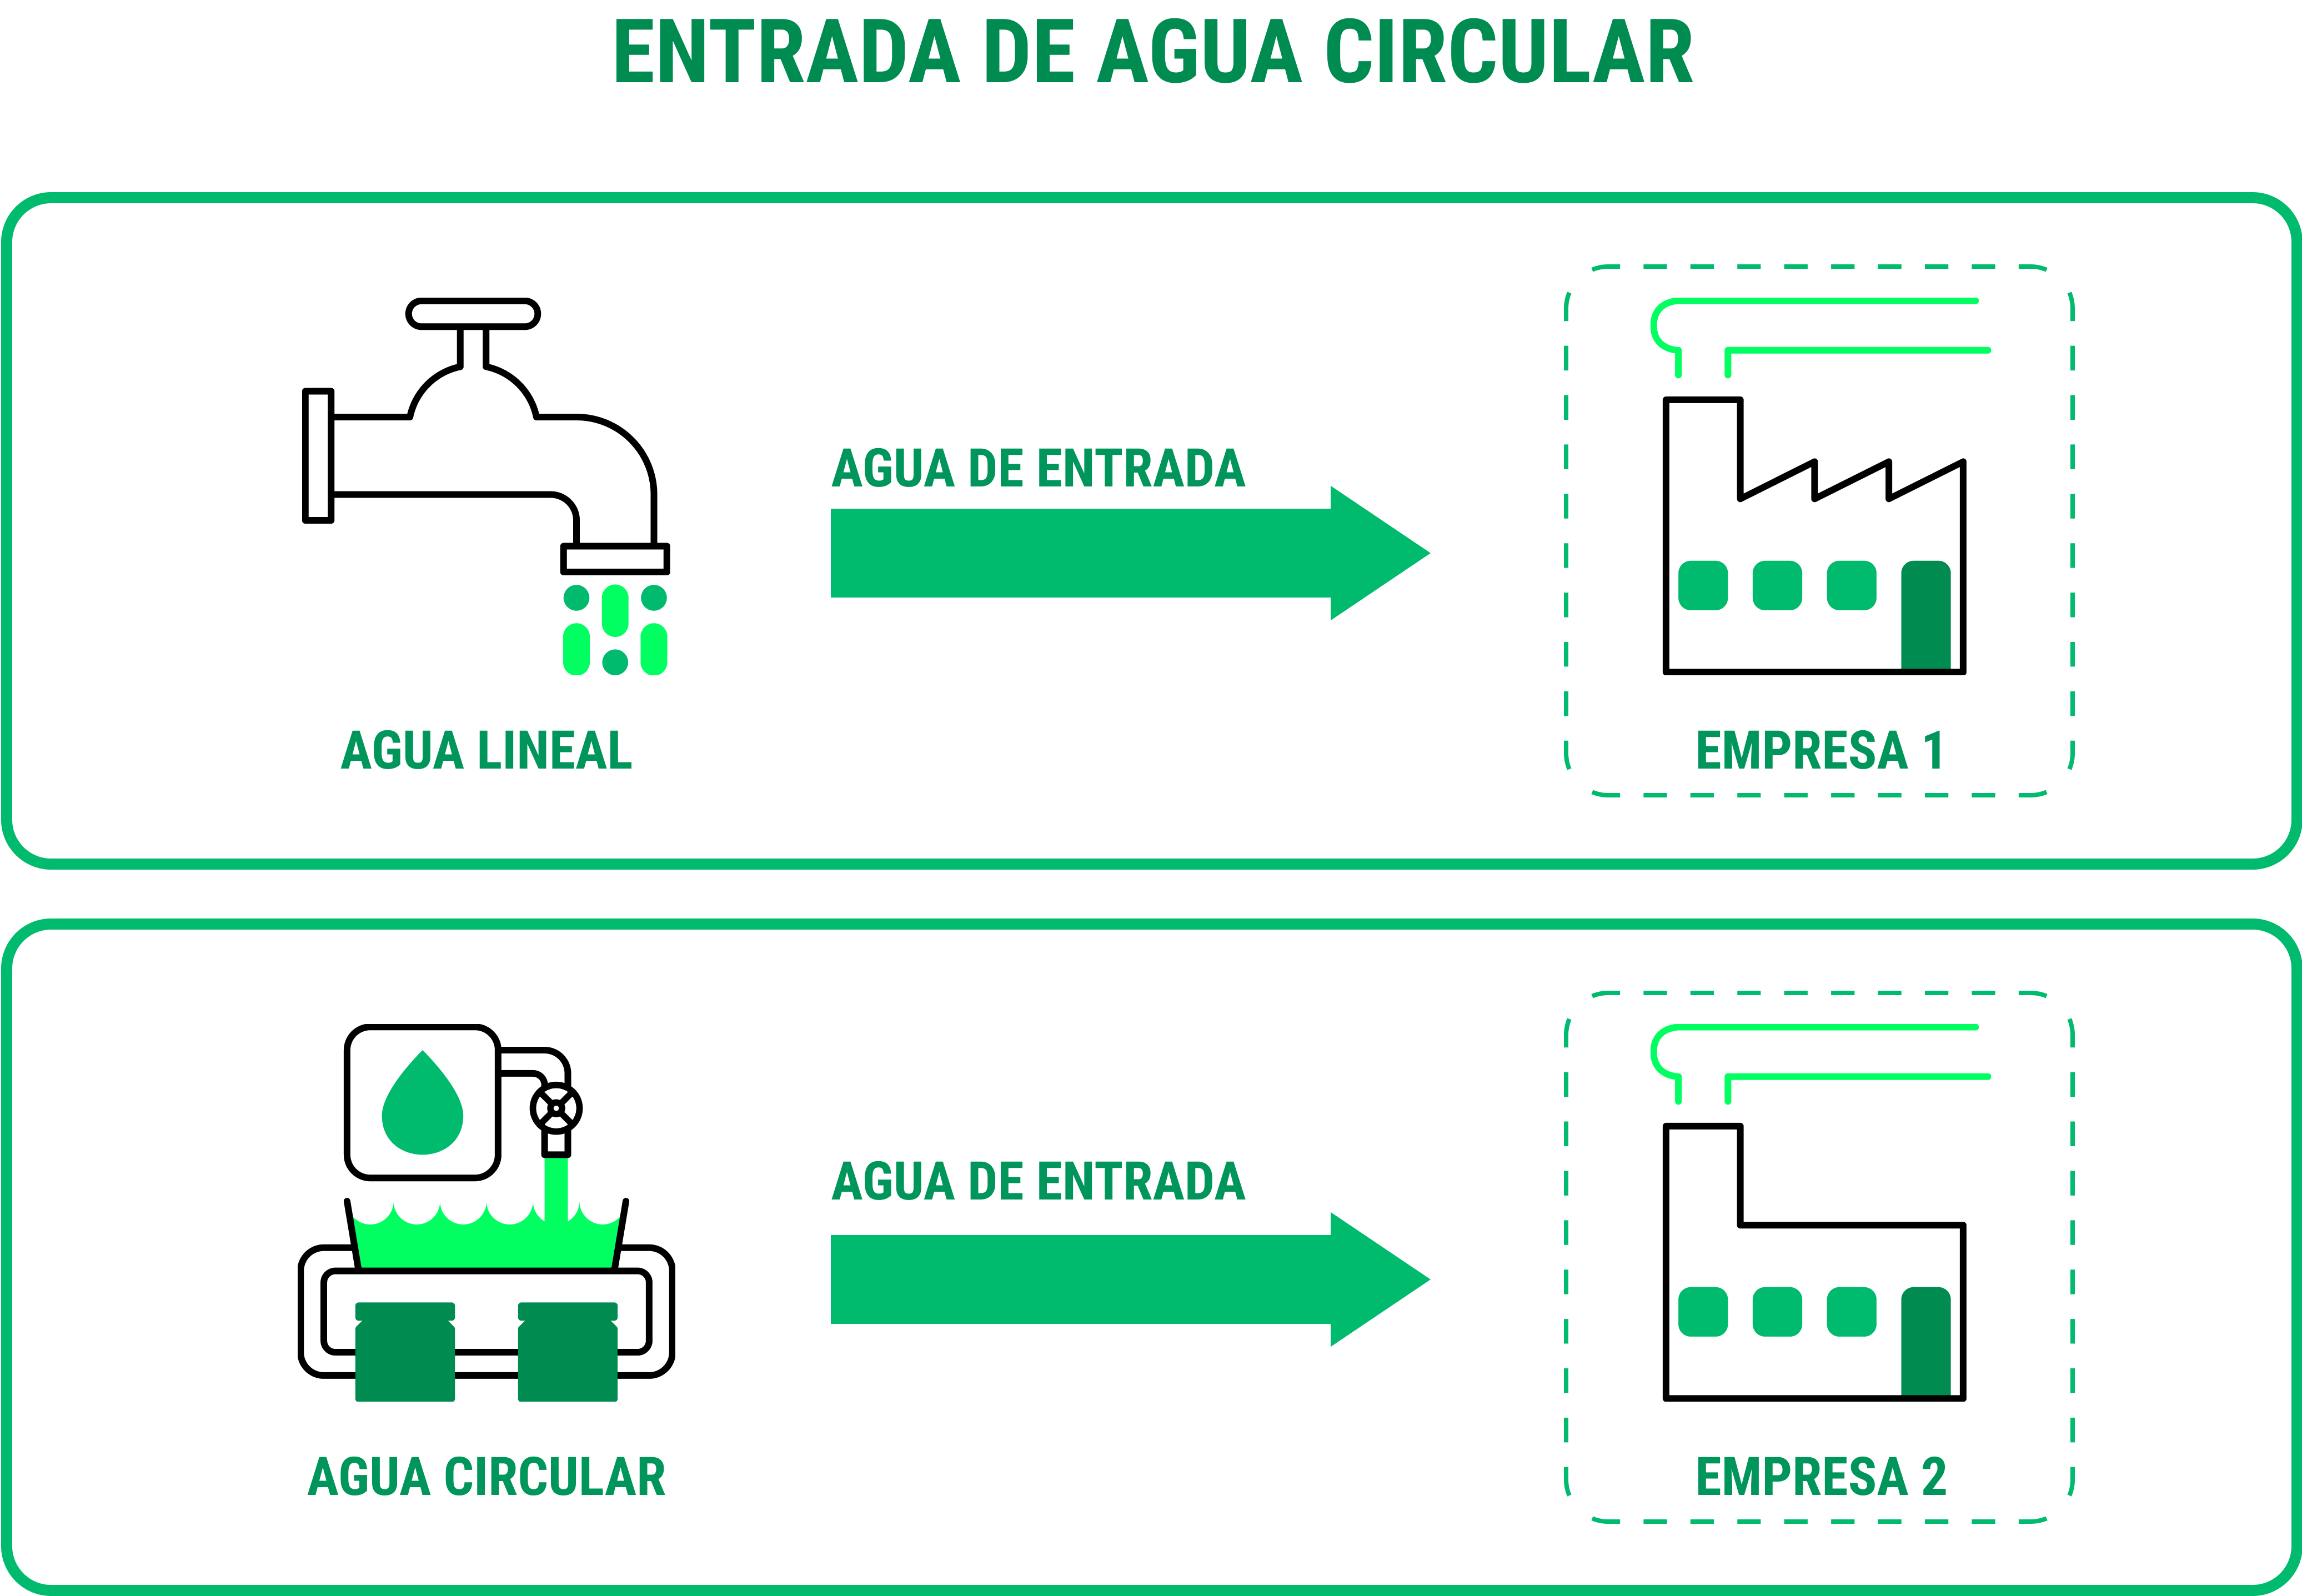 ENTRADA DE AGUA CIRCULAR
AGUA DE ENTRADA
AGUA LINEAL
EMPRESA 1
AGUA DE ENTRADA
AGUA CIRCULAR
EMPRESA 2